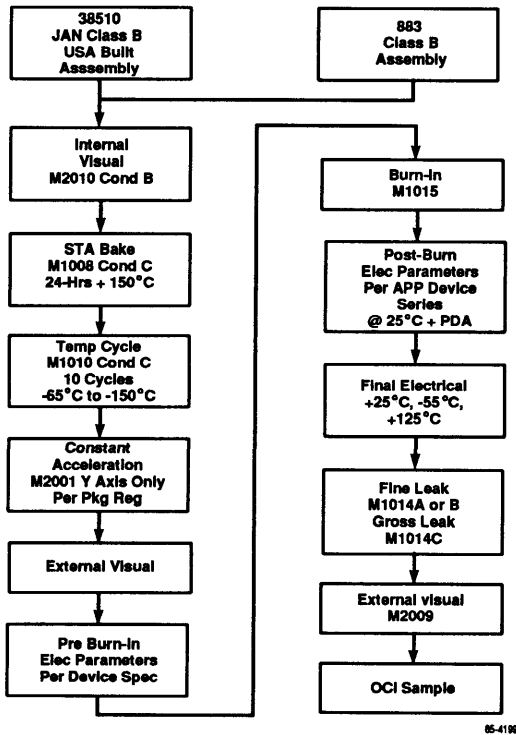 38510
JAN Class B
USA Built
Asssembly
883
Class B
Assembly
Internal
Visual
M2010 Cond B
STA Bake
M1008 Cond C
24-Hrs + 150°C
Temp Cycle
M1010 Cond C
10 Cycles
-65°C to -150°C
Constant
Acceleration
M2001 Y Axis Only
Per Pkg Reg
External Visual
Pre Burn-In
Elec Parameters
Per Device Spec
Burn-In
M1015
Post-Burn
Elec Parameters
Per APP Device
Series
@ 25°C + PDA
Final Electrical
+25°C, -55°C,
+125°C
Fine Leak
M1014A or B
Gross Leak
M1014C
External visual
M2009
OCI Sample
65-4199